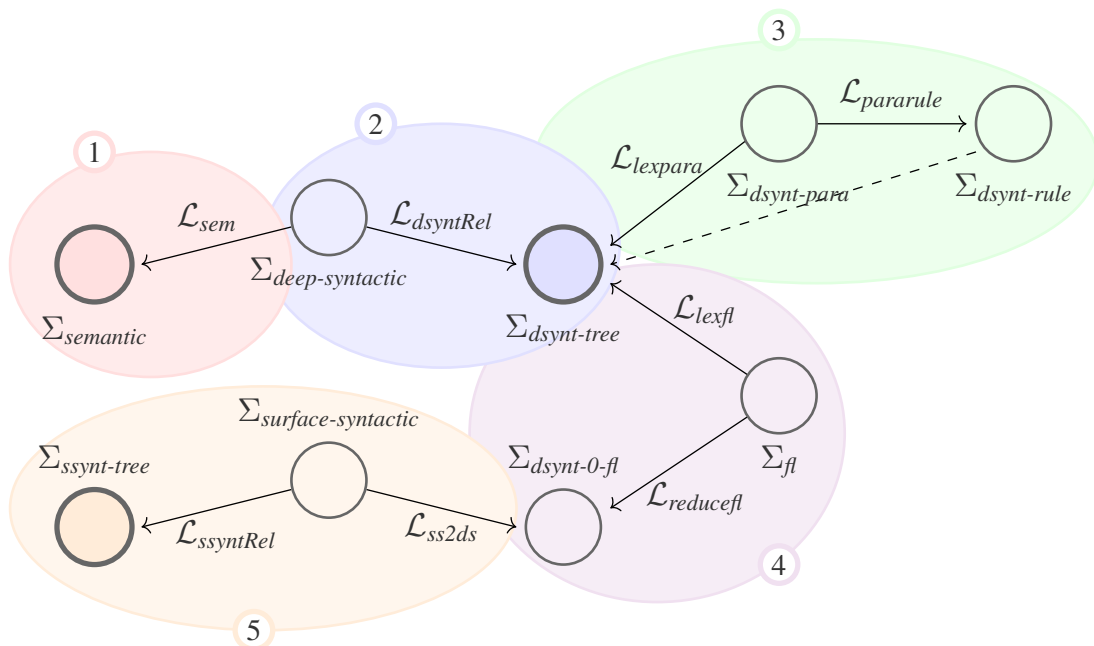 3
ℒpararule
2
1
ℒlexpara
Σdsynt-para
Σdsynt-rule
ℒsem
ℒdsyntRel
Σdeep-syntactic
Σsemantic
Σdsynt-tree
ℒlexfl
Σsurface-syntactic
Σssynt-tree
Σdsynt-0-fl
Σfl
ℒreducefl
ℒssyntRel
ℒss2ds
4
5